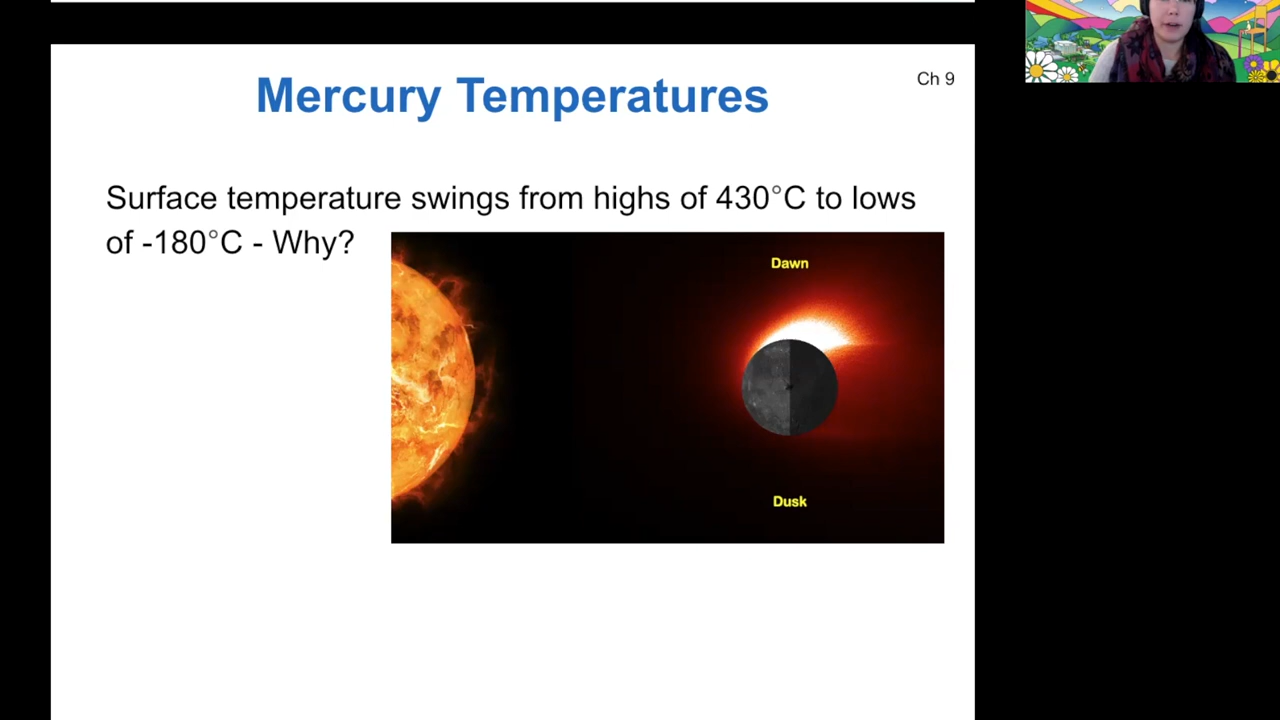 Mercury Temperatures
Ch 9
Surface temperature swings from highs of 430°C to lows
of -180°C - Why?
Dawn
Dusk